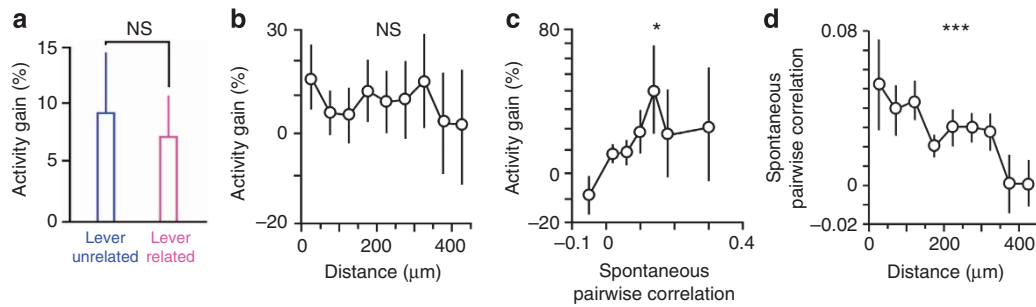 a
NS
Activity gain (%)
15
10
5
0
Lever
unrelated
Lever
related
b
NS
Activity gain (%)
30
0
–20
0
200
400
Distance (µm)
c
*
Activity gain (%)
80
0
–20
–0.1
0
0.4
Spontaneous
pairwise correlation
d
***
Spontaneous
pairwise correlation
0.08
0
–0.02
0
200
400
Distance (µm)